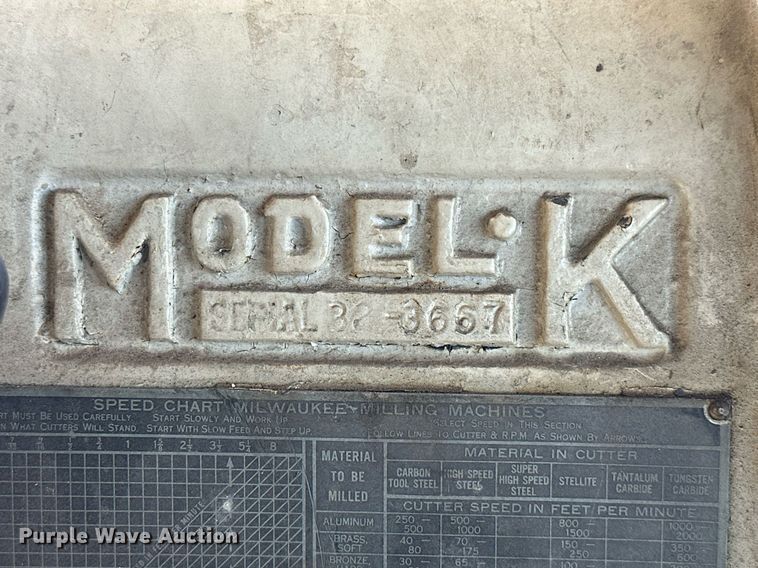 MODEL·K
SERIAL 3?-3667
SPEED CHART MILWAUKEE MILLING MACHINES
RT MUST BE USED CAREFULLY. START SLOWLY AND WORK UP.
N WHAT CUTTERS WILL STAND. START WITH SLOW FEED AND STEP UP.
SELECT SPEED IN THIS SECTION
FOLLOW LINES TO CUTTER & R.P.M. AS SHOWN BY ARROWS.
MATERIAL TO BE MILLED
MATERIAL IN CUTTER
CARBON TOOL STEEL HIGH SPEED STEEL SUPER HIGH SPEED STEEL STELLITE TANTALUM CARBIDE TUNGSTEN CARBIDE
CUTTER SPEED IN FEET PER MINUTE
ALUMINUM 250-500 500-1000 800-1500 1000-2000
BRASS, SOFT 40-80 70-175 150-250 350-600
BRONZE, 30- 65- 100-
Purple Wave Auction